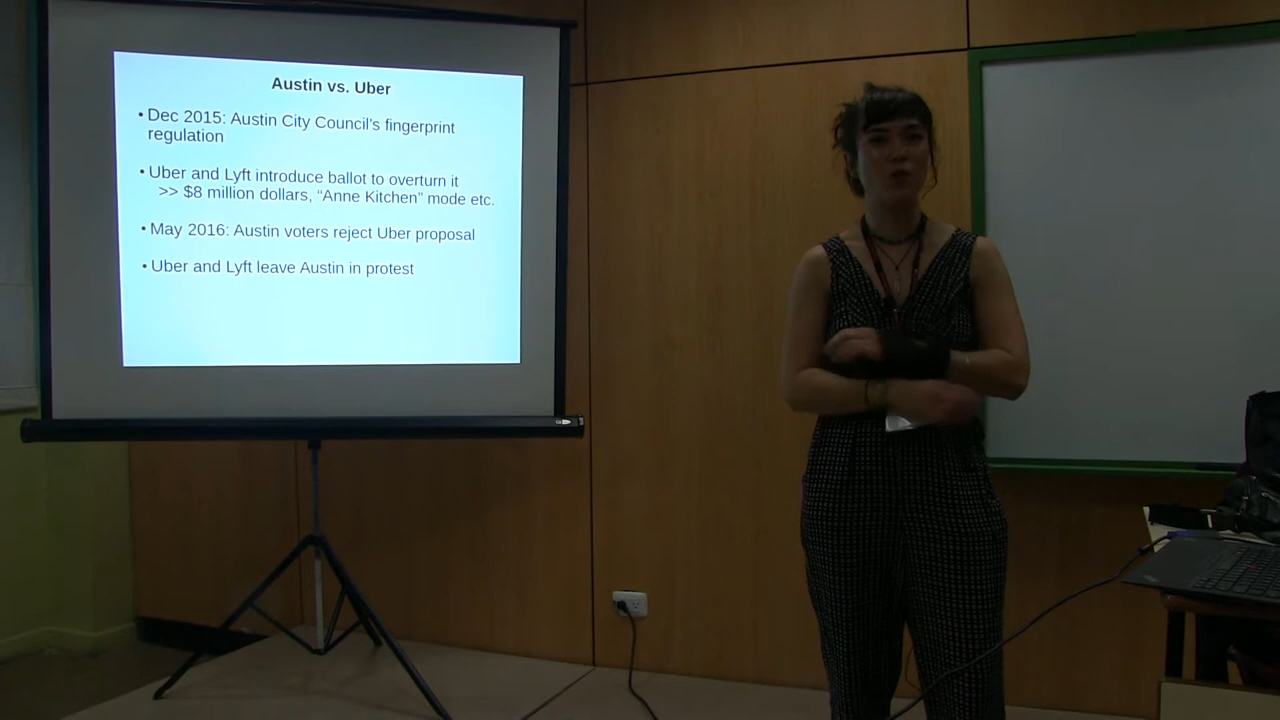 Austin vs. Uber
• Dec 2015: Austin City Council's fingerprint
regulation
• Uber and Lyft introduce ballot to overturn it
>> $8 million dollars, “Anne Kitchen” mode etc.
• May 2016: Austin voters reject Uber proposal
• Uber and Lyft leave Austin in protest